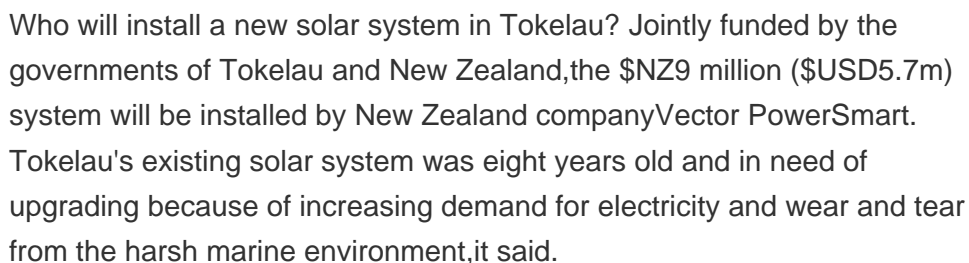 Who will install a new solar system in Tokelau? Jointly funded by the
governments of Tokelau and New Zealand,the $NZ9 million ($USD5.7m)
system will be installed by New Zealand companyVector PowerSmart.
Tokelau's existing solar system was eight years old and in need of
upgrading because of increasing demand for electricity and wear and tear
from the harsh marine environment,it said.